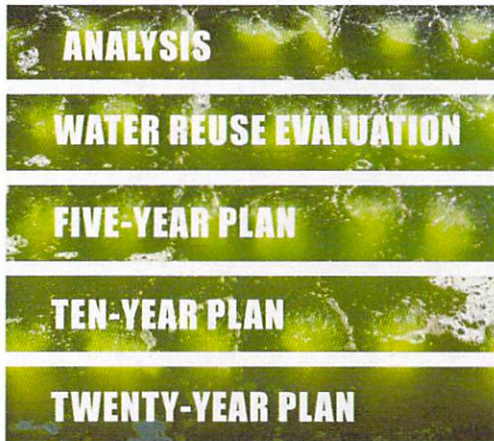 ANALYSIS
WATER REUSE EVALUATION
FIVE-YEAR PLAN
TEN-YEAR PLAN
TWENTY-YEAR PLAN